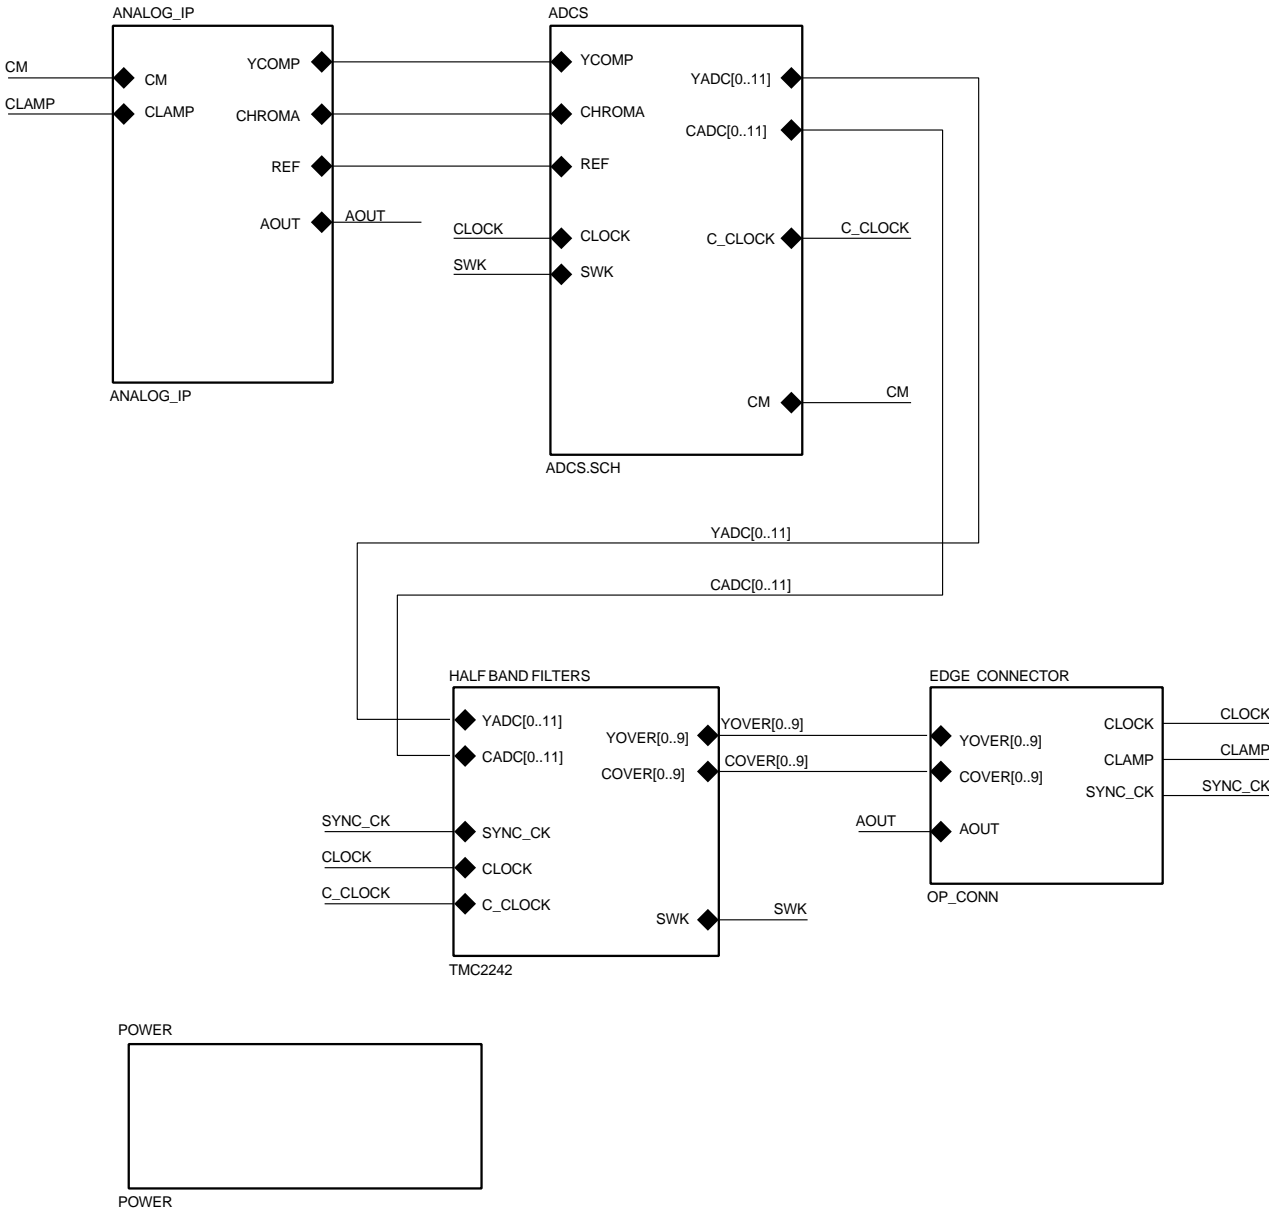 ANALOG_IP
ADCS
CM
CLAMP
CM
CLAMP
YCOMP
CHROMA
REF
AOUT
AOUT
ANALOG_IP
YCOMP
CHROMA
REF
CLOCK
CLOCK
SWK
SWK
YADC[0..11]
CADC[0..11]
C_CLOCK
C_CLOCK
CM
CM
ADCS.SCH
YADC[0..11]
CADC[0..11]
HALF BAND FILTERS
YADC[0..11]
CADC[0..11]
SYNC_CK
SYNC_CK
CLOCK
CLOCK
C_CLOCK
C_CLOCK
YOVER[0..9]
YOVER[0..9]
COVER[0..9]
COVER[0..9]
SWK
SWK
TMC2242
EDGE CONNECTOR
YOVER[0..9]
COVER[0..9]
AOUT
AOUT
CLOCK
CLOCK
CLAMP
CLAMP
SYNC_CK
SYNC_CK
OP_CONN
POWER
POWER